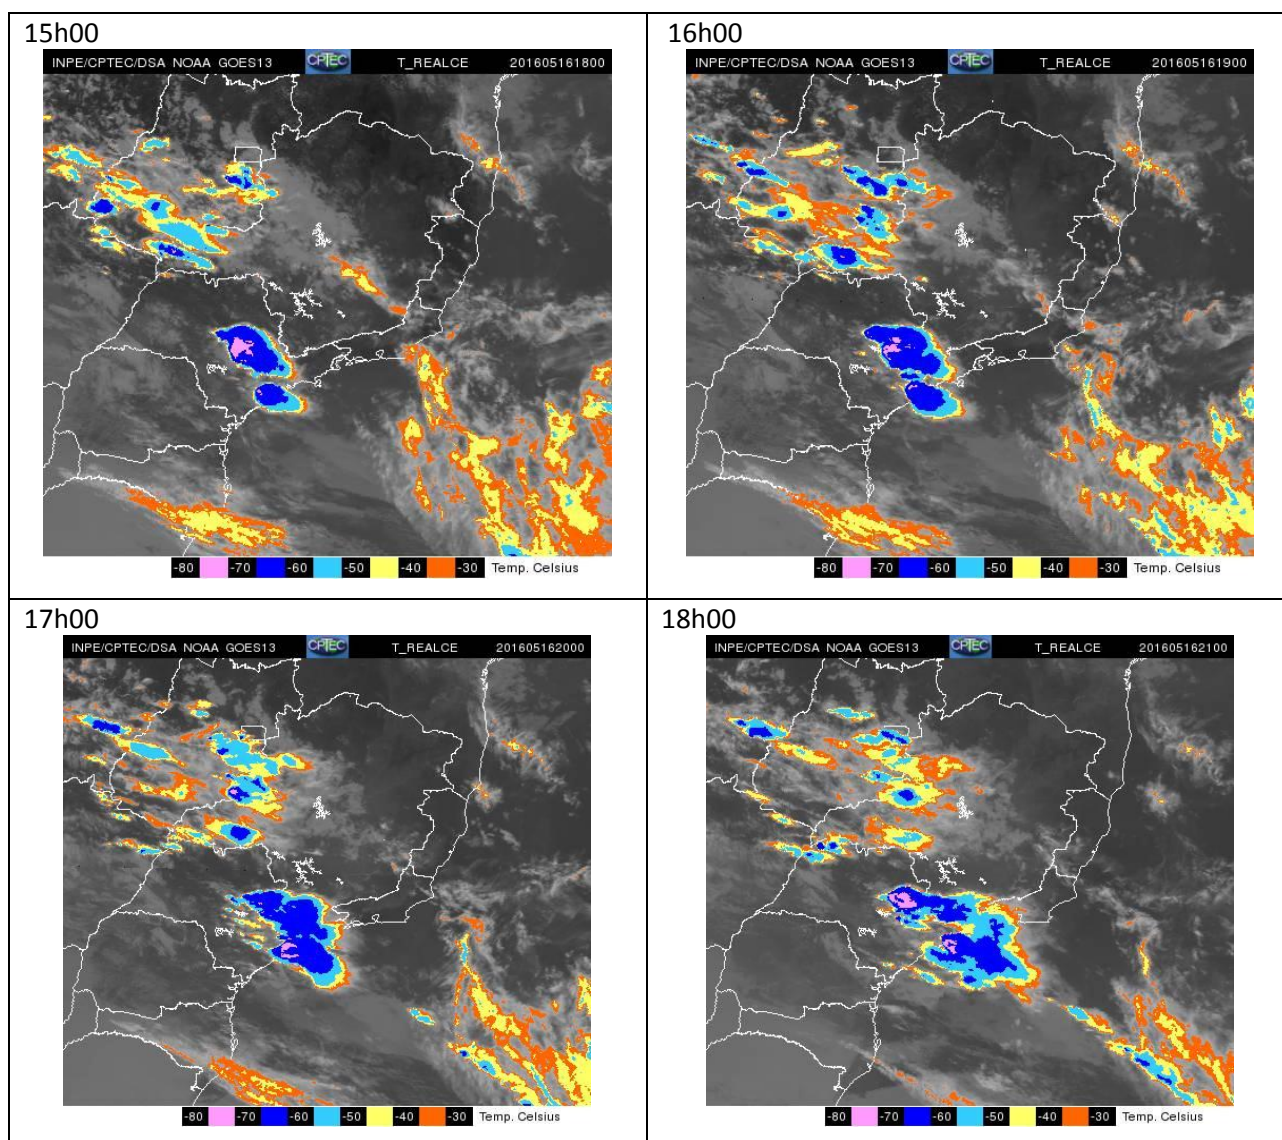 15h00
INPE/CPTEC/DSA NOAA GOES13 CPTEC T_REALCE 201605161800
-80 -70 -60 -50 -40 -30 Temp. Celsius
16h00
INPE/CPTEC/DSA NOAA GOES13 CPTEC T_REALCE 201605161900
-80 -70 -60 -50 -40 -30 Temp. Celsius
17h00
INPE/CPTEC/DSA NOAA GOES13 CPTEC T_REALCE 201605162000
-80 -70 -60 -50 -40 -30 Temp. Celsius
18h00
INPE/CPTEC/DSA NOAA GOES13 CPTEC T_REALCE 201605162100
-80 -70 -60 -50 -40 -30 Temp. Celsius